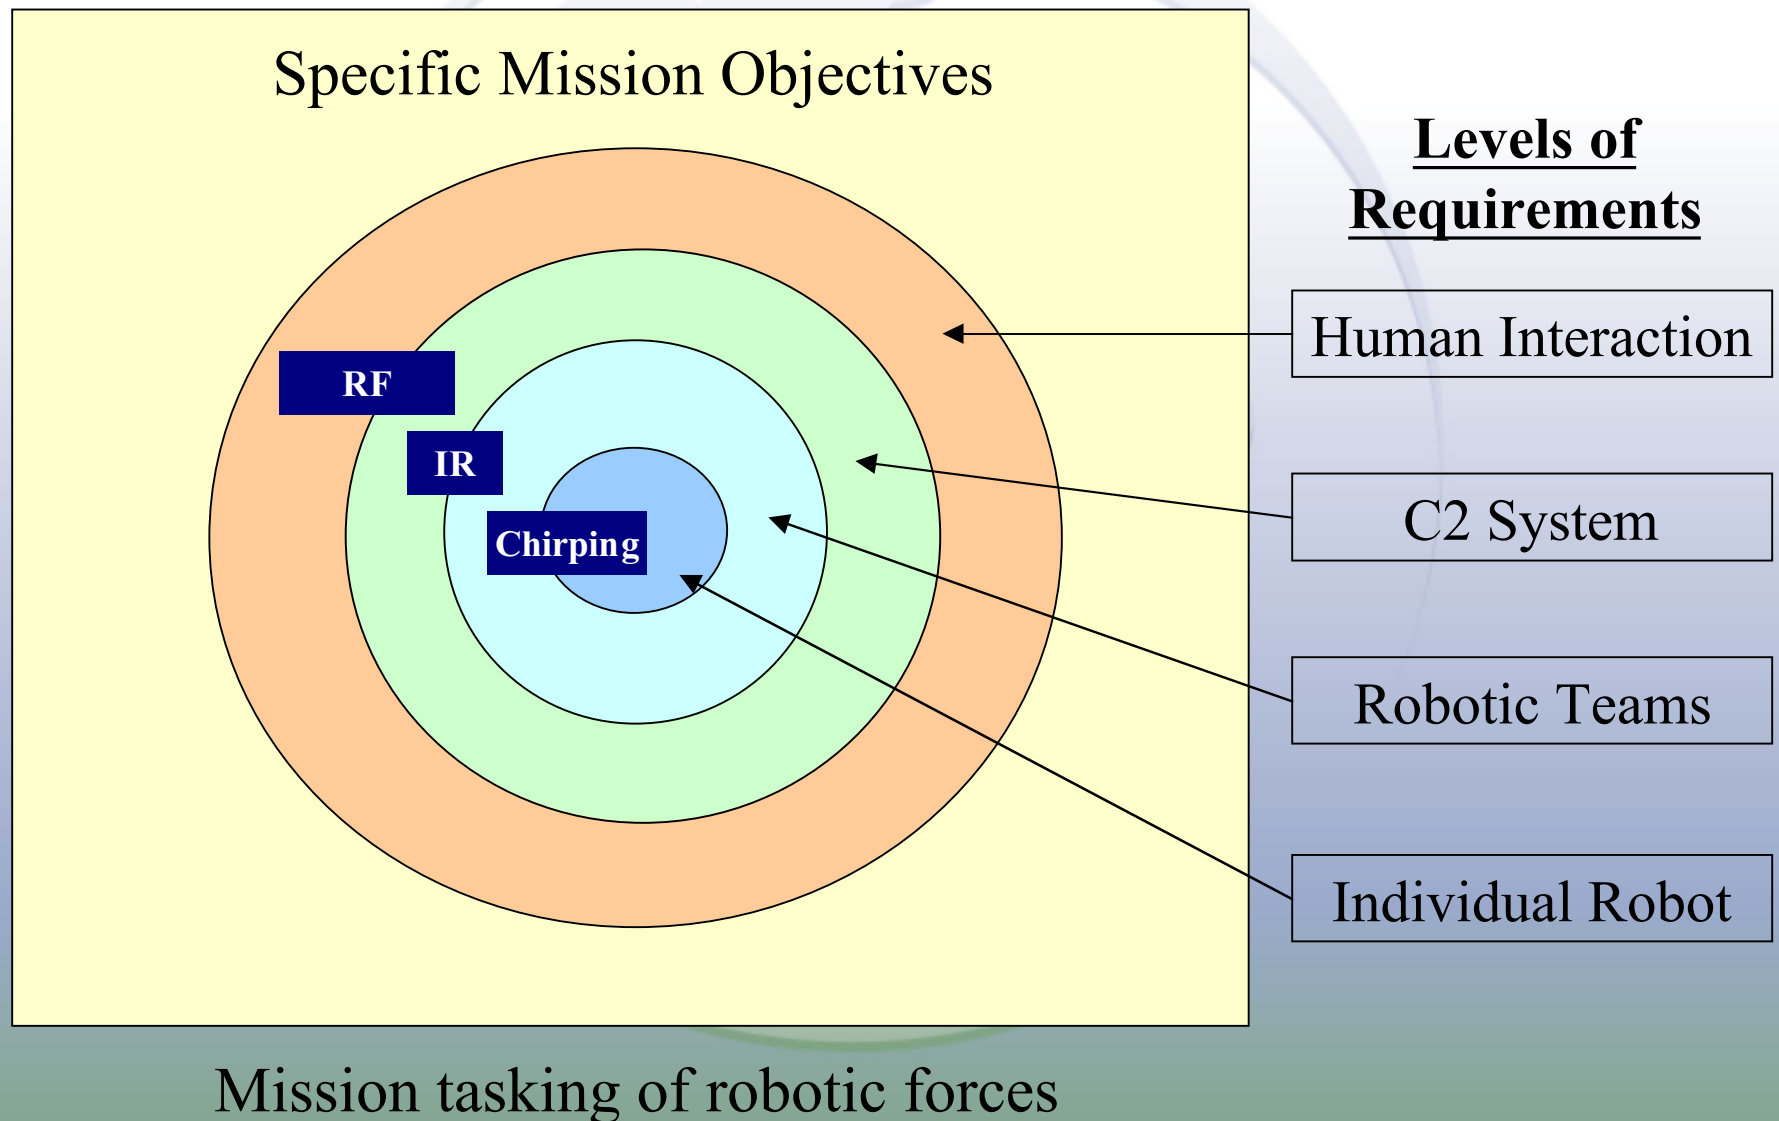 Specific Mission Objectives
Levels of
Requirements
Human Interaction
RF
IR
C2 System
Chirping
Robotic Teams
Individual Robot
Mission tasking of robotic forces